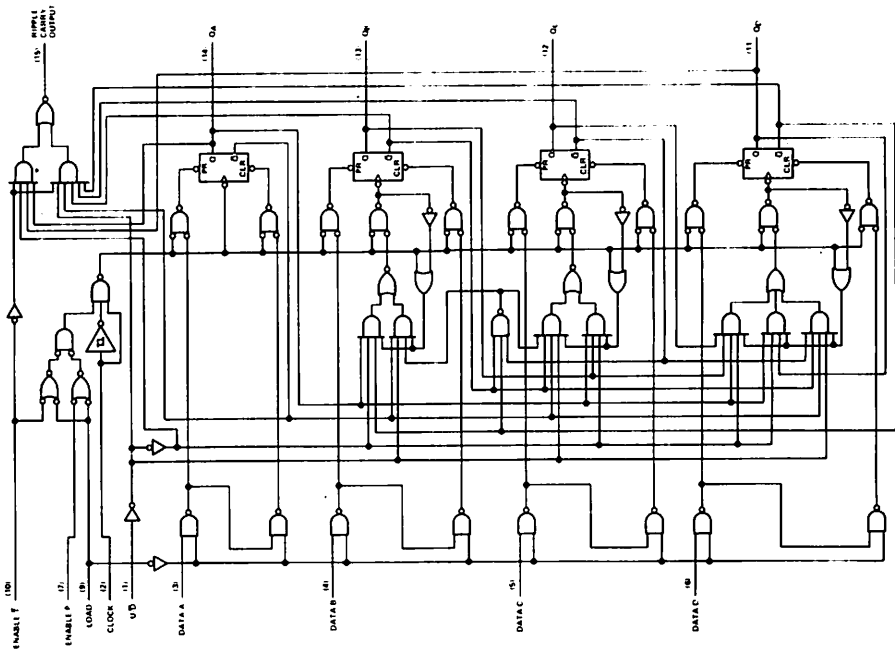 (15) RIPPLE CARRY OUTPUT
(14) QA
(13) QB
(12) QC
(11) QD
PR
Q
Q
CLR
PR
Q
Q
CLR
PR
Q
Q
CLR
PR
Q
Q
CLR
ENABLE T (10)
ENABLE P (7)
LOAD (9)
CLOCK (2)
U/D (1)
DATA A (3)
DATA B (4)
DATA C (5)
DATA D (6)